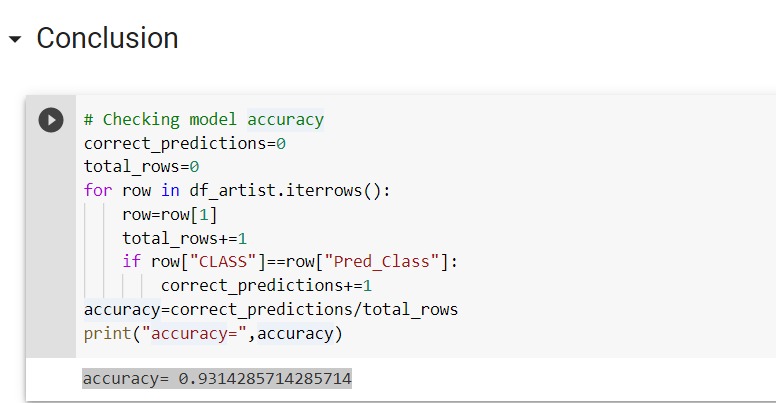 Conclusion
# Checking model accuracy
correct_predictions=0
total_rows=0
for row in df_artist.iterrows():
    row=row[1]
    total_rows+=1
    if row["CLASS"]==row["Pred_Class"]:
        correct_predictions+=1
accuracy=correct_predictions/total_rows
print("accuracy=",accuracy)
accuracy= 0.9314285714285714